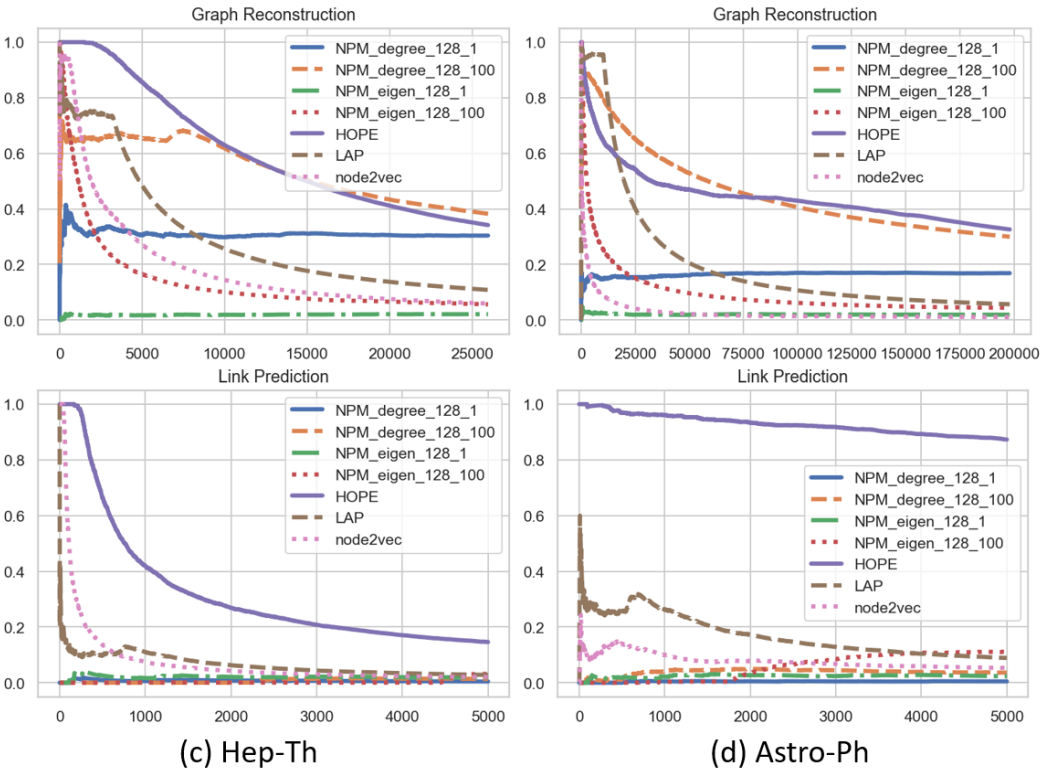 Graph Reconstruction
1.0
0.8
0.6
0.4
0.2
0.0
NPM_degree_128_1
NPM_degree_128_100
NPM_eigen_128_1
NPM_eigen_128_100
HOPE
LAP
node2vec
0 5000 10000 15000 20000 25000
Graph Reconstruction
1.0
0.8
0.6
0.4
0.2
0.0
NPM_degree_128_1
NPM_degree_128_100
NPM_eigen_128_1
NPM_eigen_128_100
HOPE
LAP
node2vec
0 25000 50000 75000 100000 125000 150000 175000 200000
Link Prediction
1.0
0.8
0.6
0.4
0.2
0.0
NPM_degree_128_1
NPM_degree_128_100
NPM_eigen_128_1
NPM_eigen_128_100
HOPE
LAP
node2vec
0 1000 2000 3000 4000 5000
Link Prediction
1.0
0.8
0.6
0.4
0.2
0.0
NPM_degree_128_1
NPM_degree_128_100
NPM_eigen_128_1
NPM_eigen_128_100
HOPE
LAP
node2vec
0 1000 2000 3000 4000 5000
(c) Hep-Th
(d) Astro-Ph